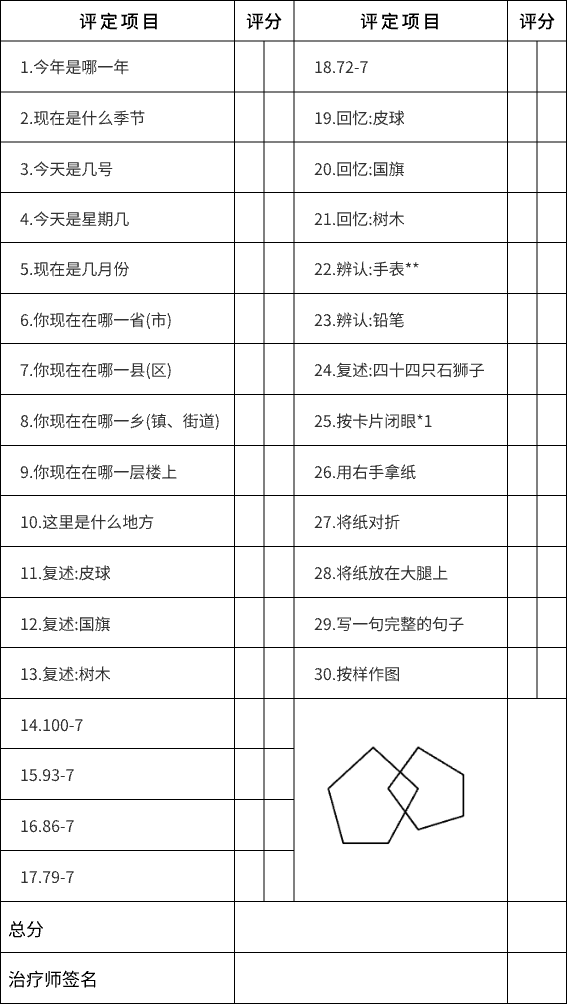 评定项目 评分 评定项目 评分
1.今年是哪一年 18.72-7
2.现在是什么季节 19.回忆:皮球
3.今天是几号 20.回忆:国旗
4.今天是星期几 21.回忆:树木
5.现在是几月份 22.辨认:手表**
6.你现在在哪一省(市) 23.辨认:铅笔
7.你现在在哪一县(区) 24.复述:四十四只石狮子
8.你现在在哪一乡(镇、街道) 25.按卡片闭眼*1
9.你现在在哪一层楼上 26.用右手拿纸
10.这里是什么地方 27.将纸对折
11.复述:皮球 28.将纸放在大腿上
12.复述:国旗 29.写一句完整的句子
13.复述:树木 30.按样作图
14.100-7
15.93-7
16.86-7
17.79-7
总分
治疗师签名